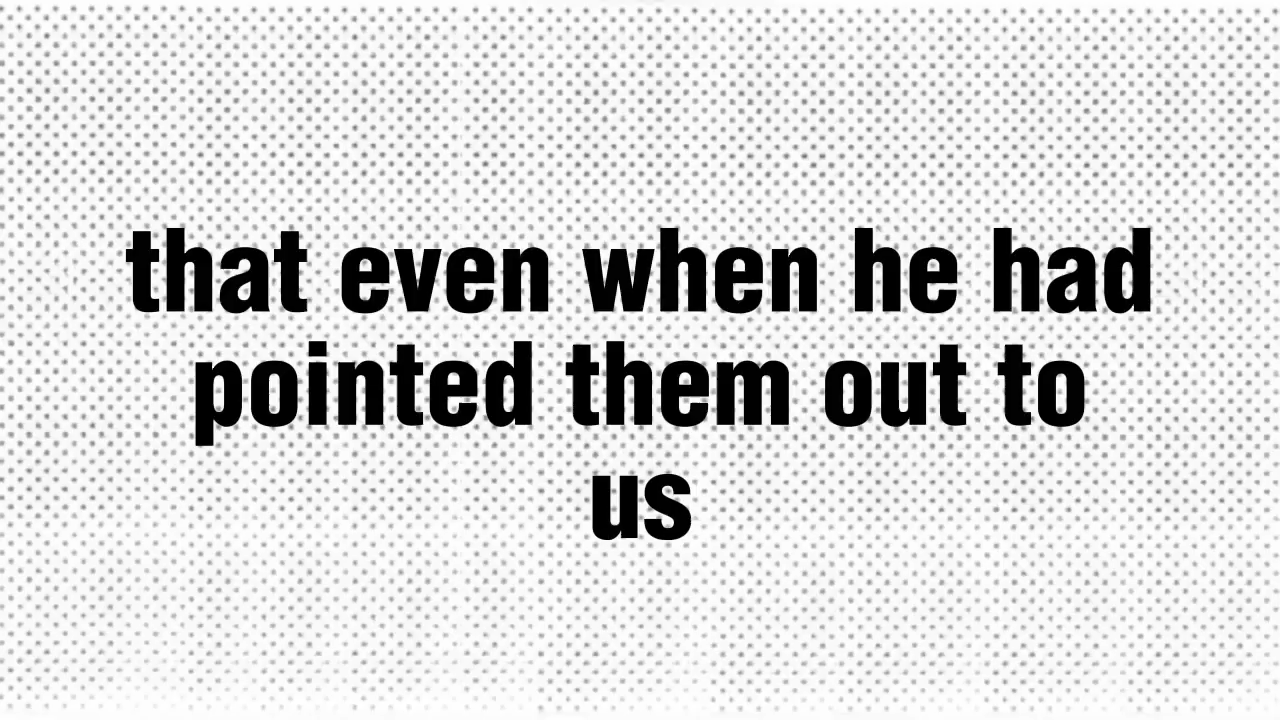 that even when he had
pointed them out to
us